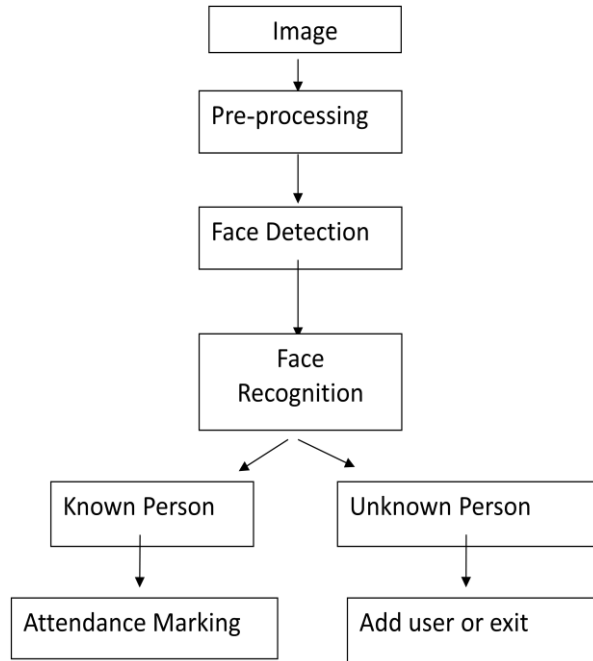 Image
Pre-processing
Face Detection
Face
Recognition
Known Person
Unknown Person
Attendance Marking
Add user or exit